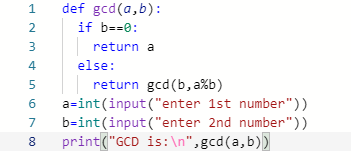 1 def gcd(a,b):
2   if b==0:
3     return a
4   else:
5     return gcd(b,a%b)
6 a=int(input("enter 1st number"))
7 b=int(input("enter 2nd number"))
8 print("GCD is:\n",gcd(a,b))